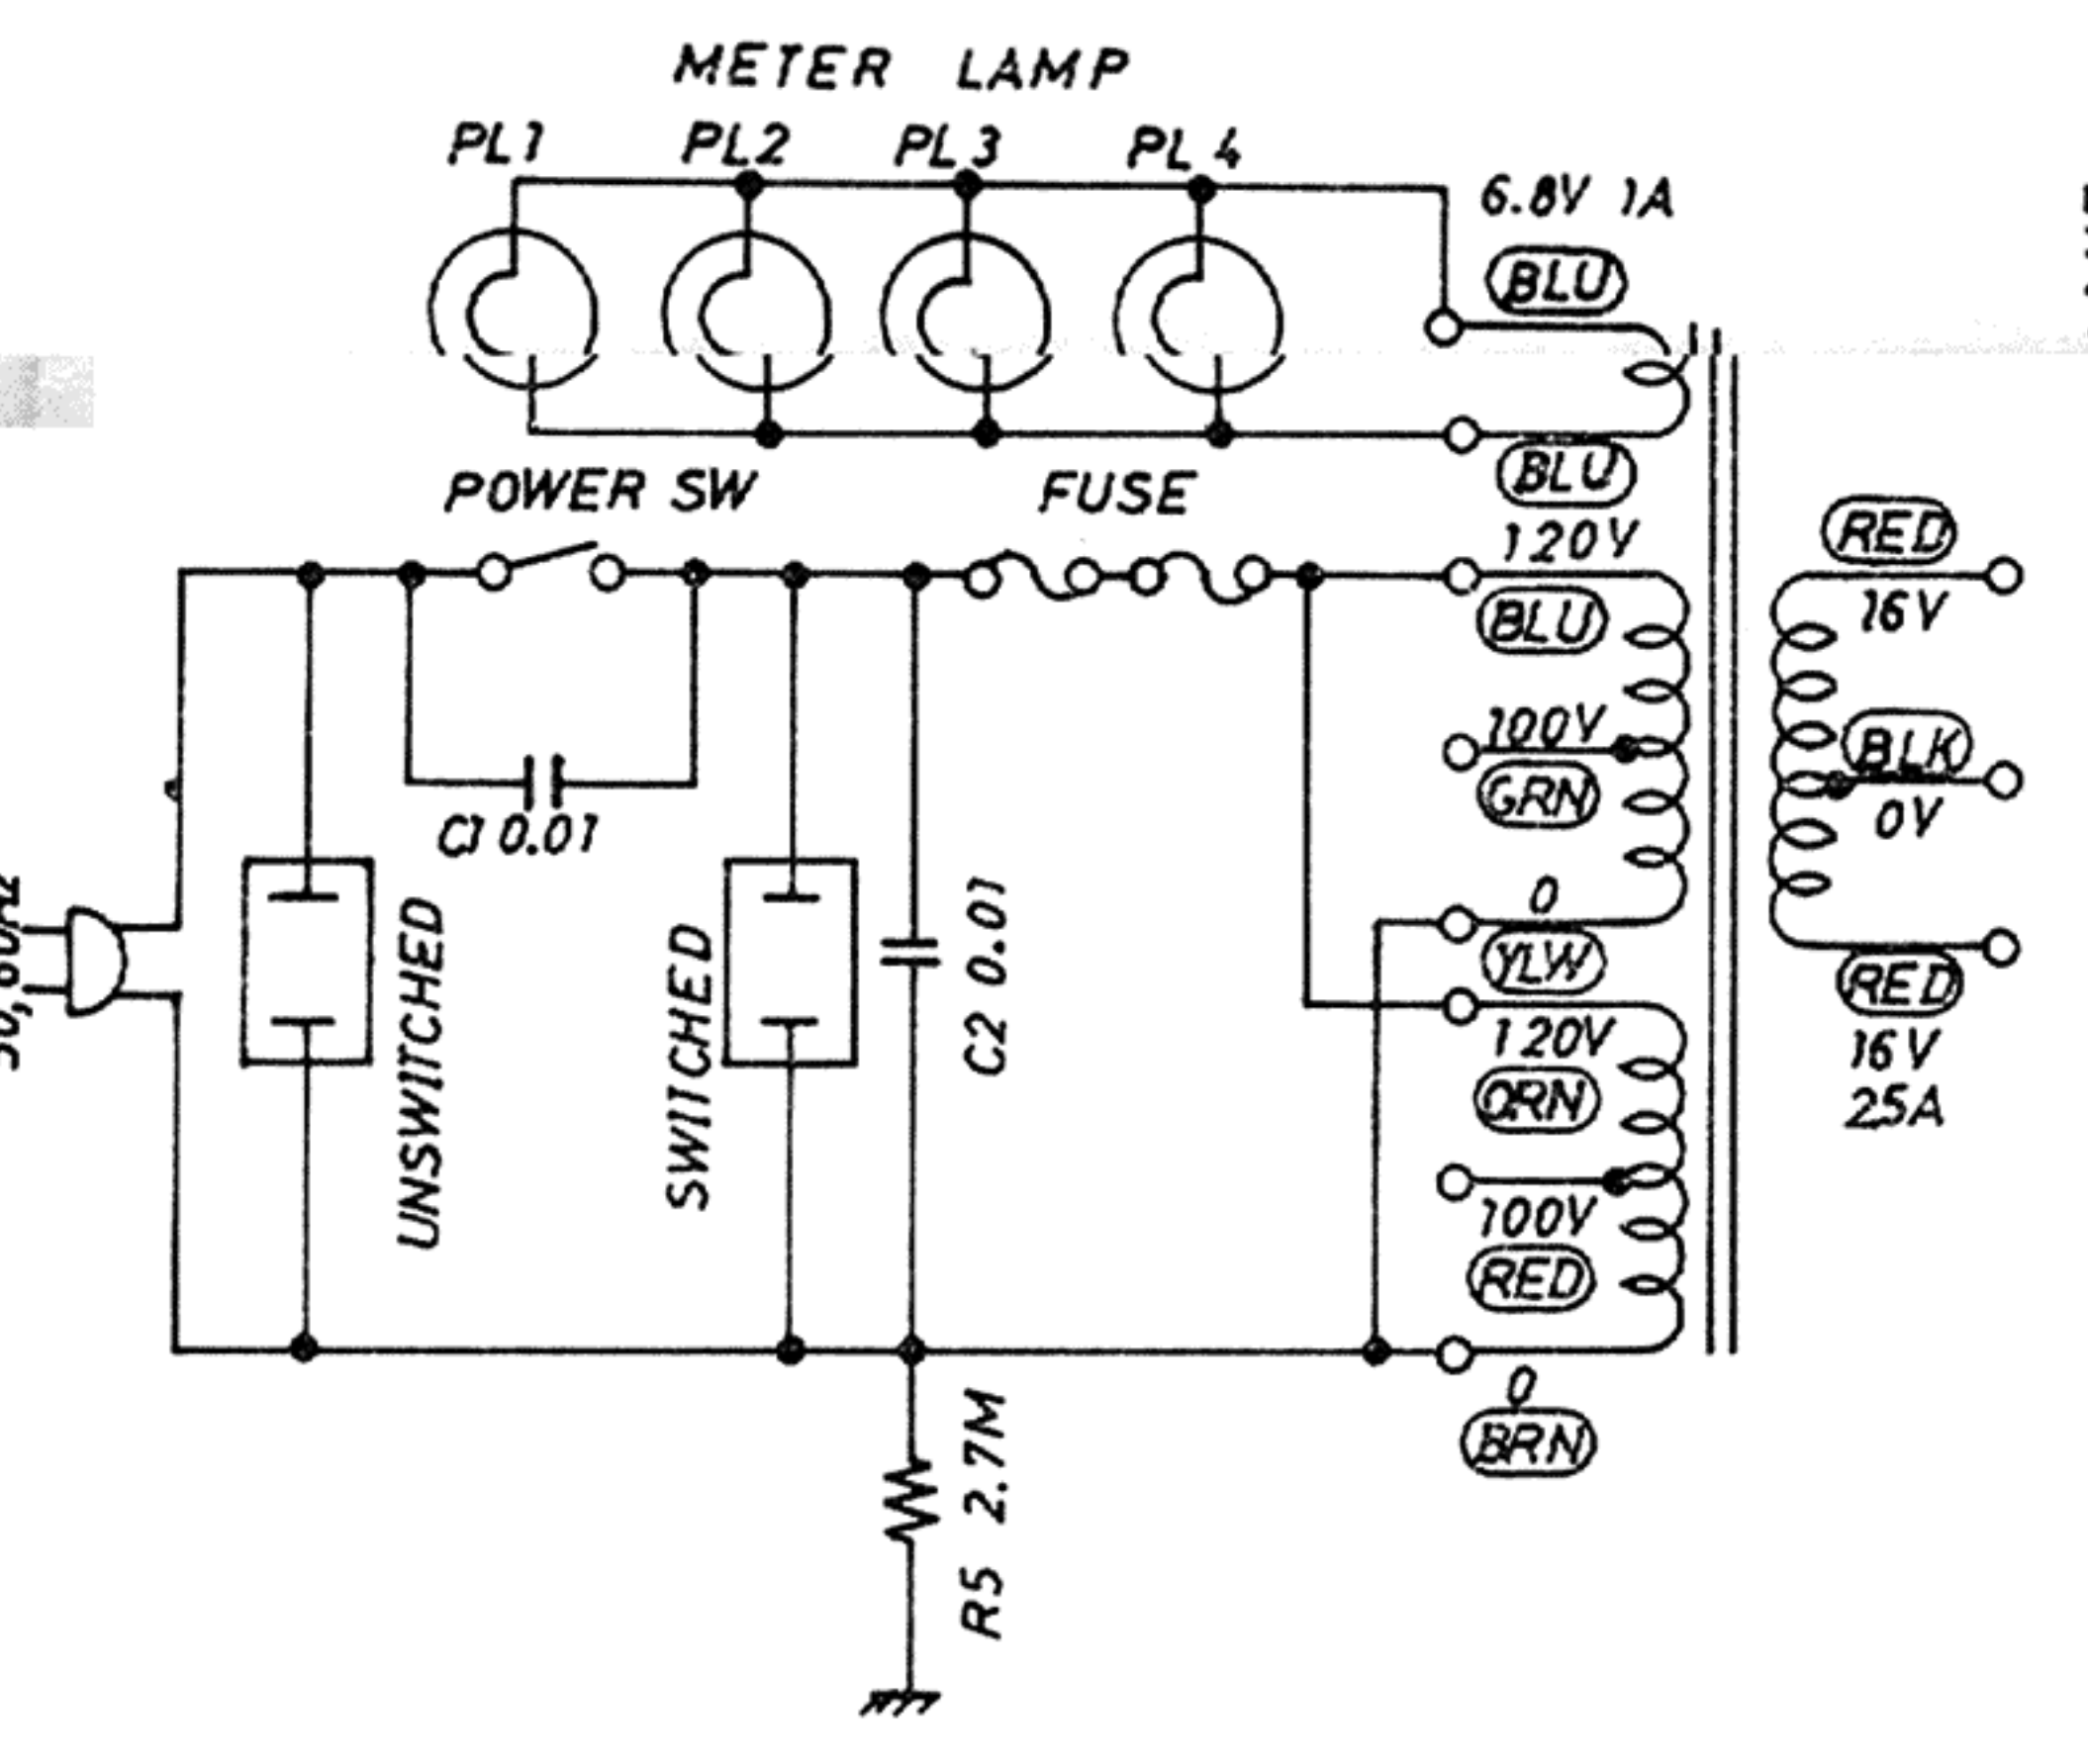 METER LAMP
PL1 PL2 PL3 PL4
6.8V 1A
BLU
BLU
POWER SW
FUSE
120V
BLU
100V
GRN
0
YLW
120V
ORN
100V
RED
0
BRN
RED
16V
BLK
0V
RED
16V
25A
C1 0.01
UNSWITCHED
SWITCHED
C2 0.01
R5 2.7M